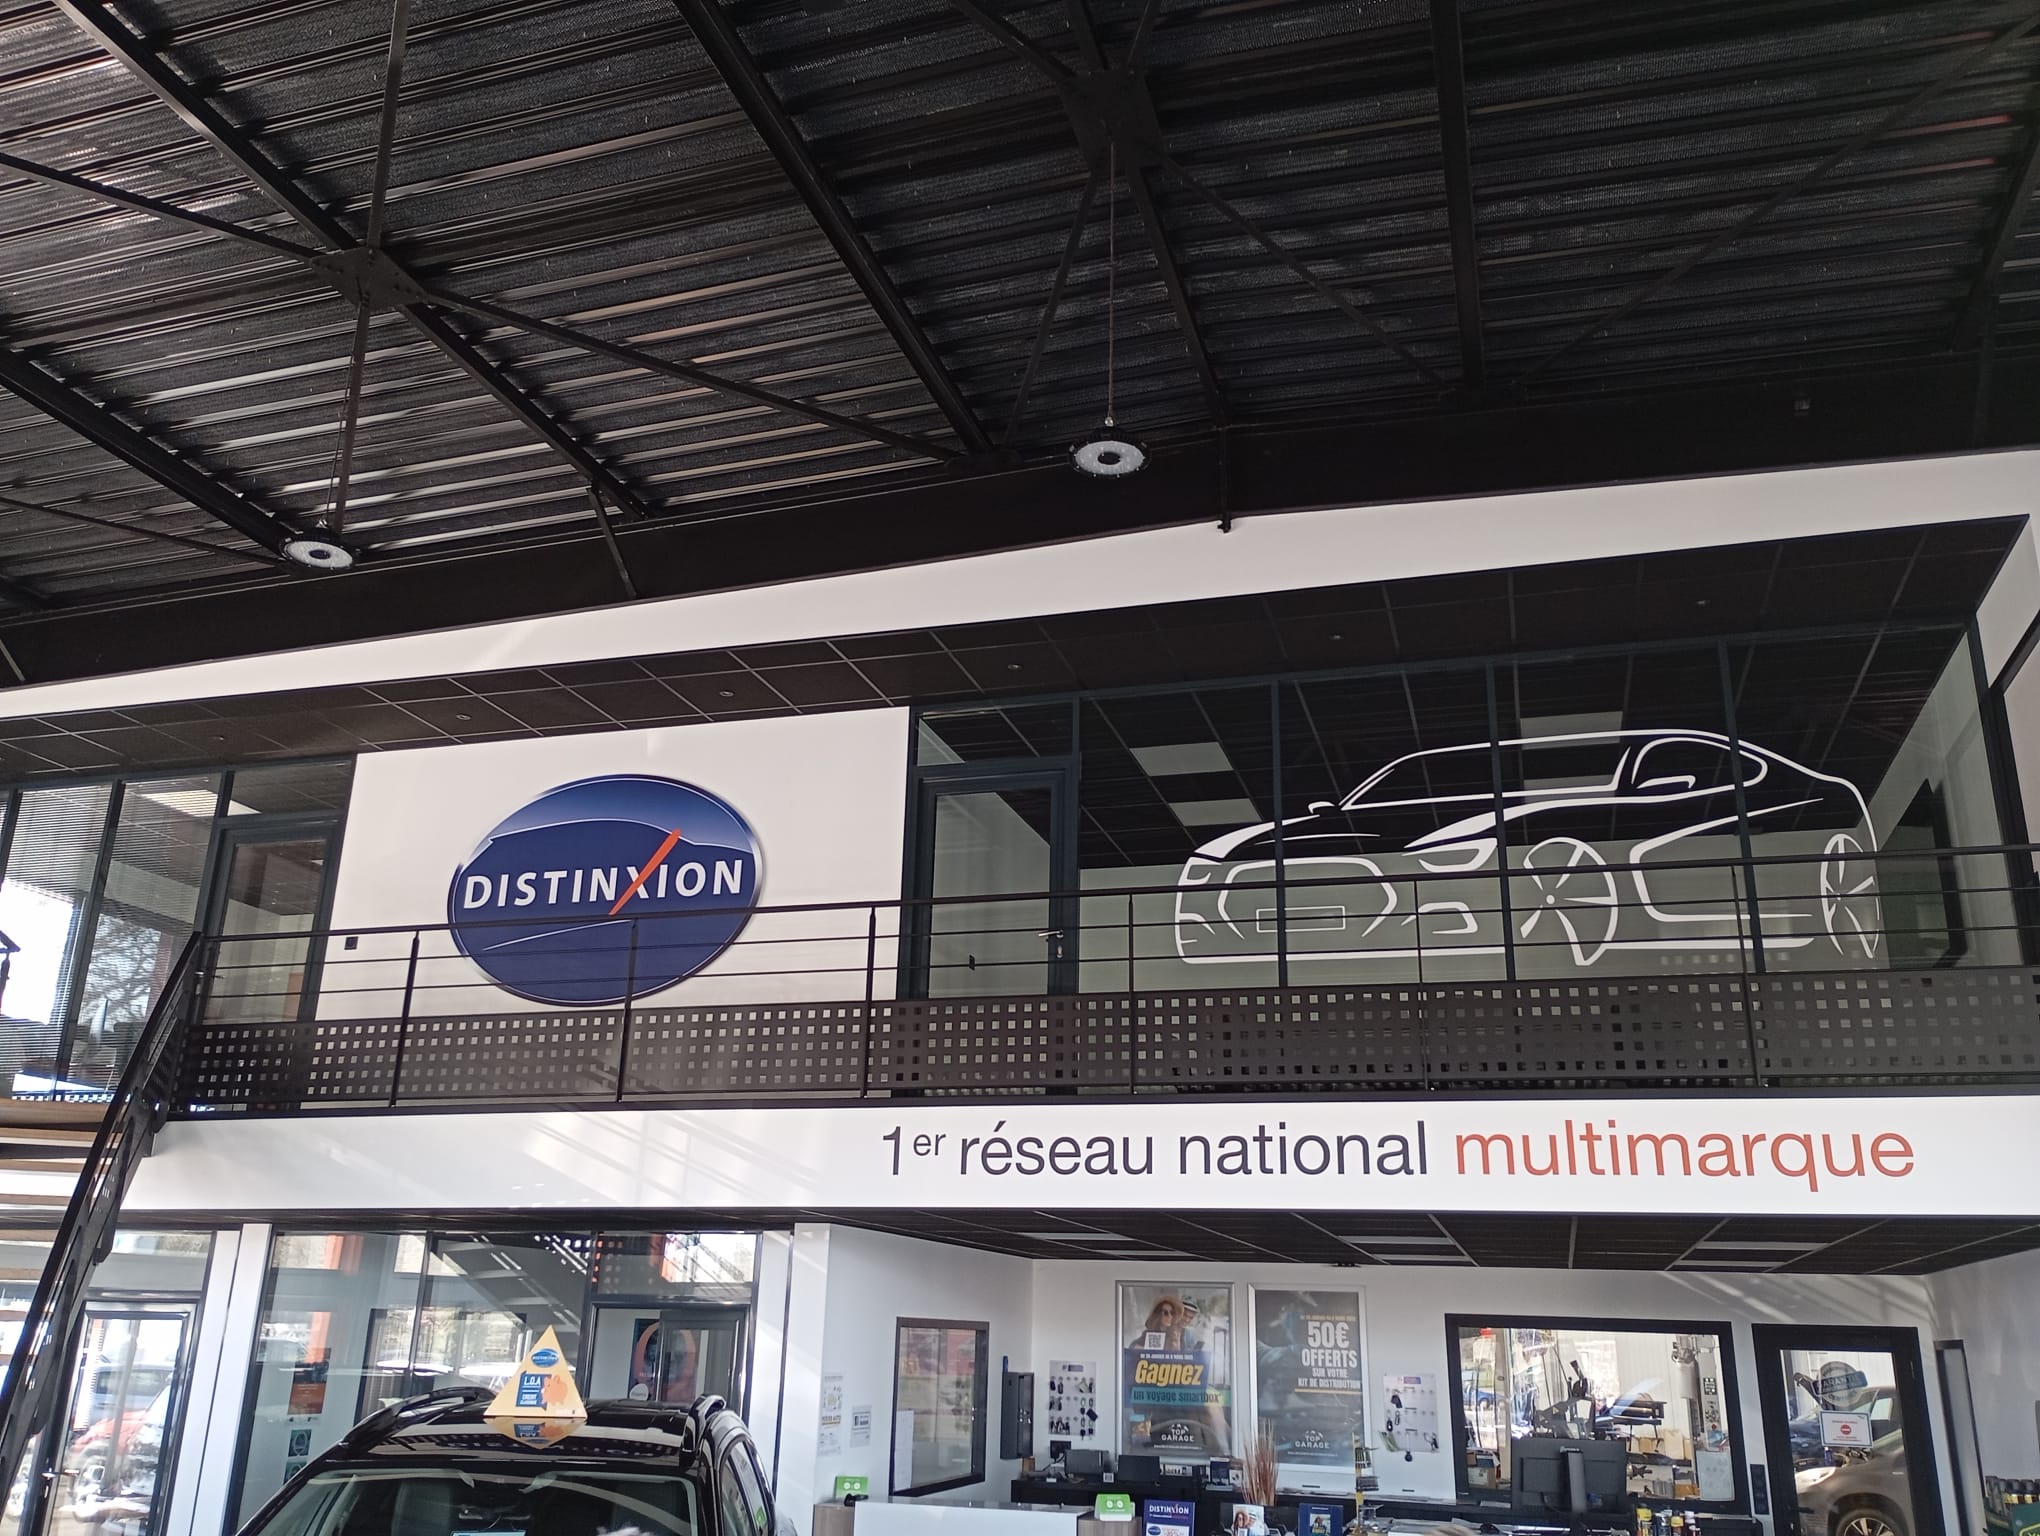 DISTINXION
1er réseau national multimarque
Gagnez
un voyage smartbox
TOP
GARAGE
50€
OFFERTS
SUR VOTRE
KIT DE DISTRIBUTION
TOP
GARAGE
L.O.A
DISTINXION